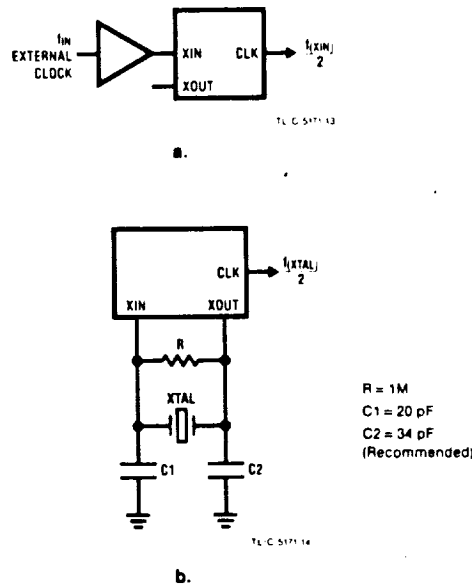 fIN
EXTERNAL
CLOCK
XIN
XOUT
CLK
f(XIN)
2
TL/C/5171-13
a.
CLK
f(XTAL)
2
XIN
XOUT
R
XTAL
C1
C2
R = 1M
C1 = 20 pF
C2 = 34 pF
(Recommended)
TL/C/5171-14
b.